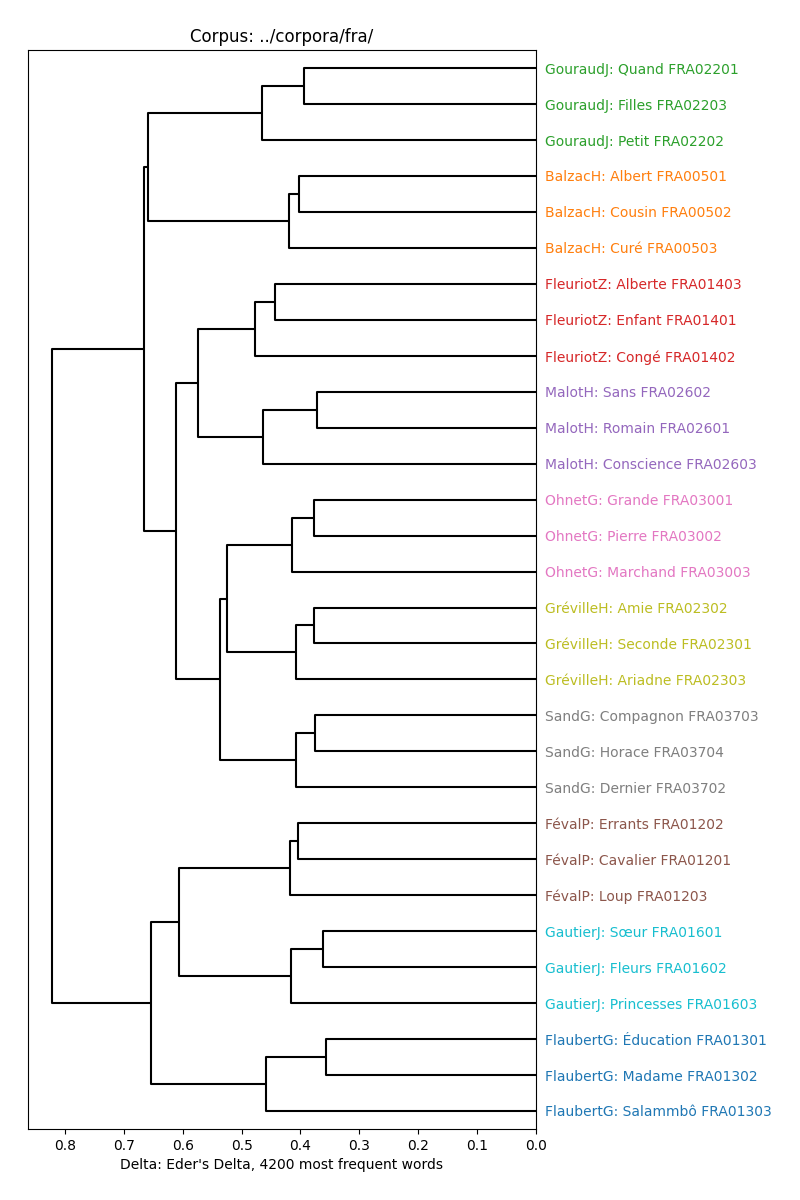 Corpus: ../corpora/fra/
GouraudJ: Quand FRA02201
GouraudJ: Filles FRA02203
GouraudJ: Petit FRA02202
BalzacH: Albert FRA00501
BalzacH: Cousin FRA00502
BalzacH: Curé FRA00503
FleuriotZ: Alberte FRA01403
FleuriotZ: Enfant FRA01401
FleuriotZ: Congé FRA01402
MalotH: Sans FRA02602
MalotH: Romain FRA02601
MalotH: Conscience FRA02603
OhnetG: Grande FRA03001
OhnetG: Pierre FRA03002
OhnetG: Marchand FRA03003
GrévilleH: Amie FRA02302
GrévilleH: Seconde FRA02301
GrévilleH: Ariadne FRA02303
SandG: Compagnon FRA03703
SandG: Horace FRA03704
SandG: Dernier FRA03702
FévalP: Errants FRA01202
FévalP: Cavalier FRA01201
FévalP: Loup FRA01203
GautierJ: Sœur FRA01601
GautierJ: Fleurs FRA01602
GautierJ: Princesses FRA01603
FlaubertG: Éducation FRA01301
FlaubertG: Madame FRA01302
FlaubertG: Salammbô FRA01303
0.8 0.7 0.6 0.5 0.4 0.3 0.2 0.1 0.0
Delta: Eder's Delta, 4200 most frequent words